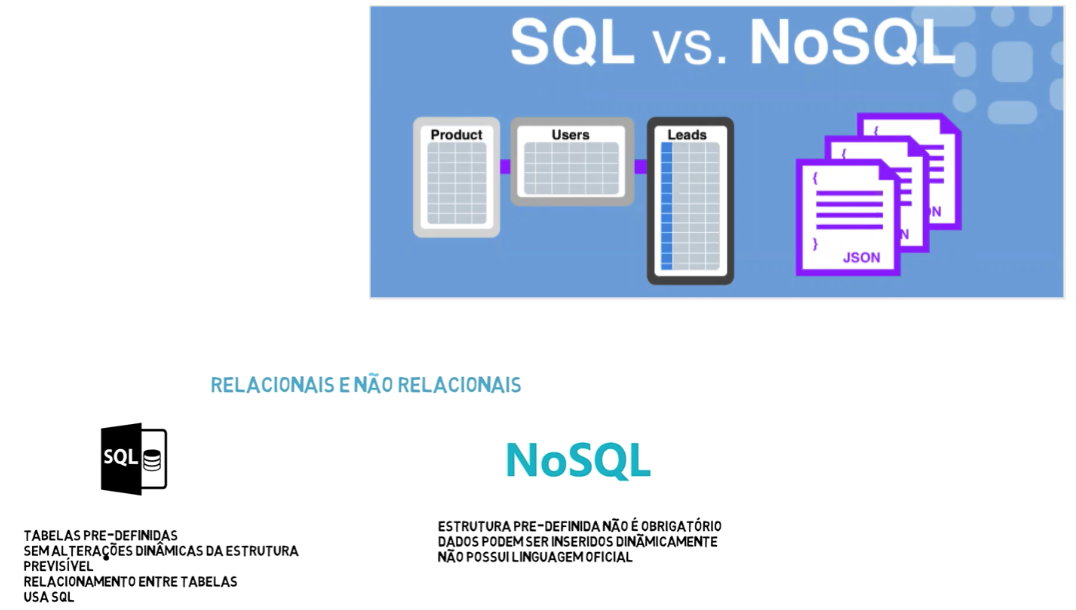 SQL vs. NoSQL
Product
Users
Leads
{
{
{
}
JSON
N
ON
RELACIONAIS E NÃO RELACIONAIS
SQL
NoSQL
TABELAS PRE-DEFINIDAS
SEM ALTERAÇÕES DINÂMICAS DA ESTRUTURA
PREVISÍVEL
RELACIONAMENTO ENTRE TABELAS
USA SQL
ESTRUTURA PRE-DEFINIDA NÃO É OBRIGATÓRIO
DADOS PODEM SER INSERIDOS DINÃMICAMENTE
NÃO POSSUI LINGUAGEM OFICIAL